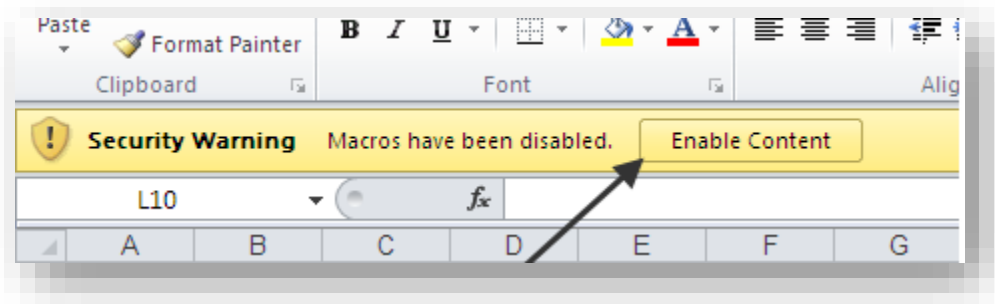 Paste
Format Painter
B I U A
Clipboard
Font
Alig
! Security Warning Macros have been disabled. Enable Content
L10 fx
A B C D E F G